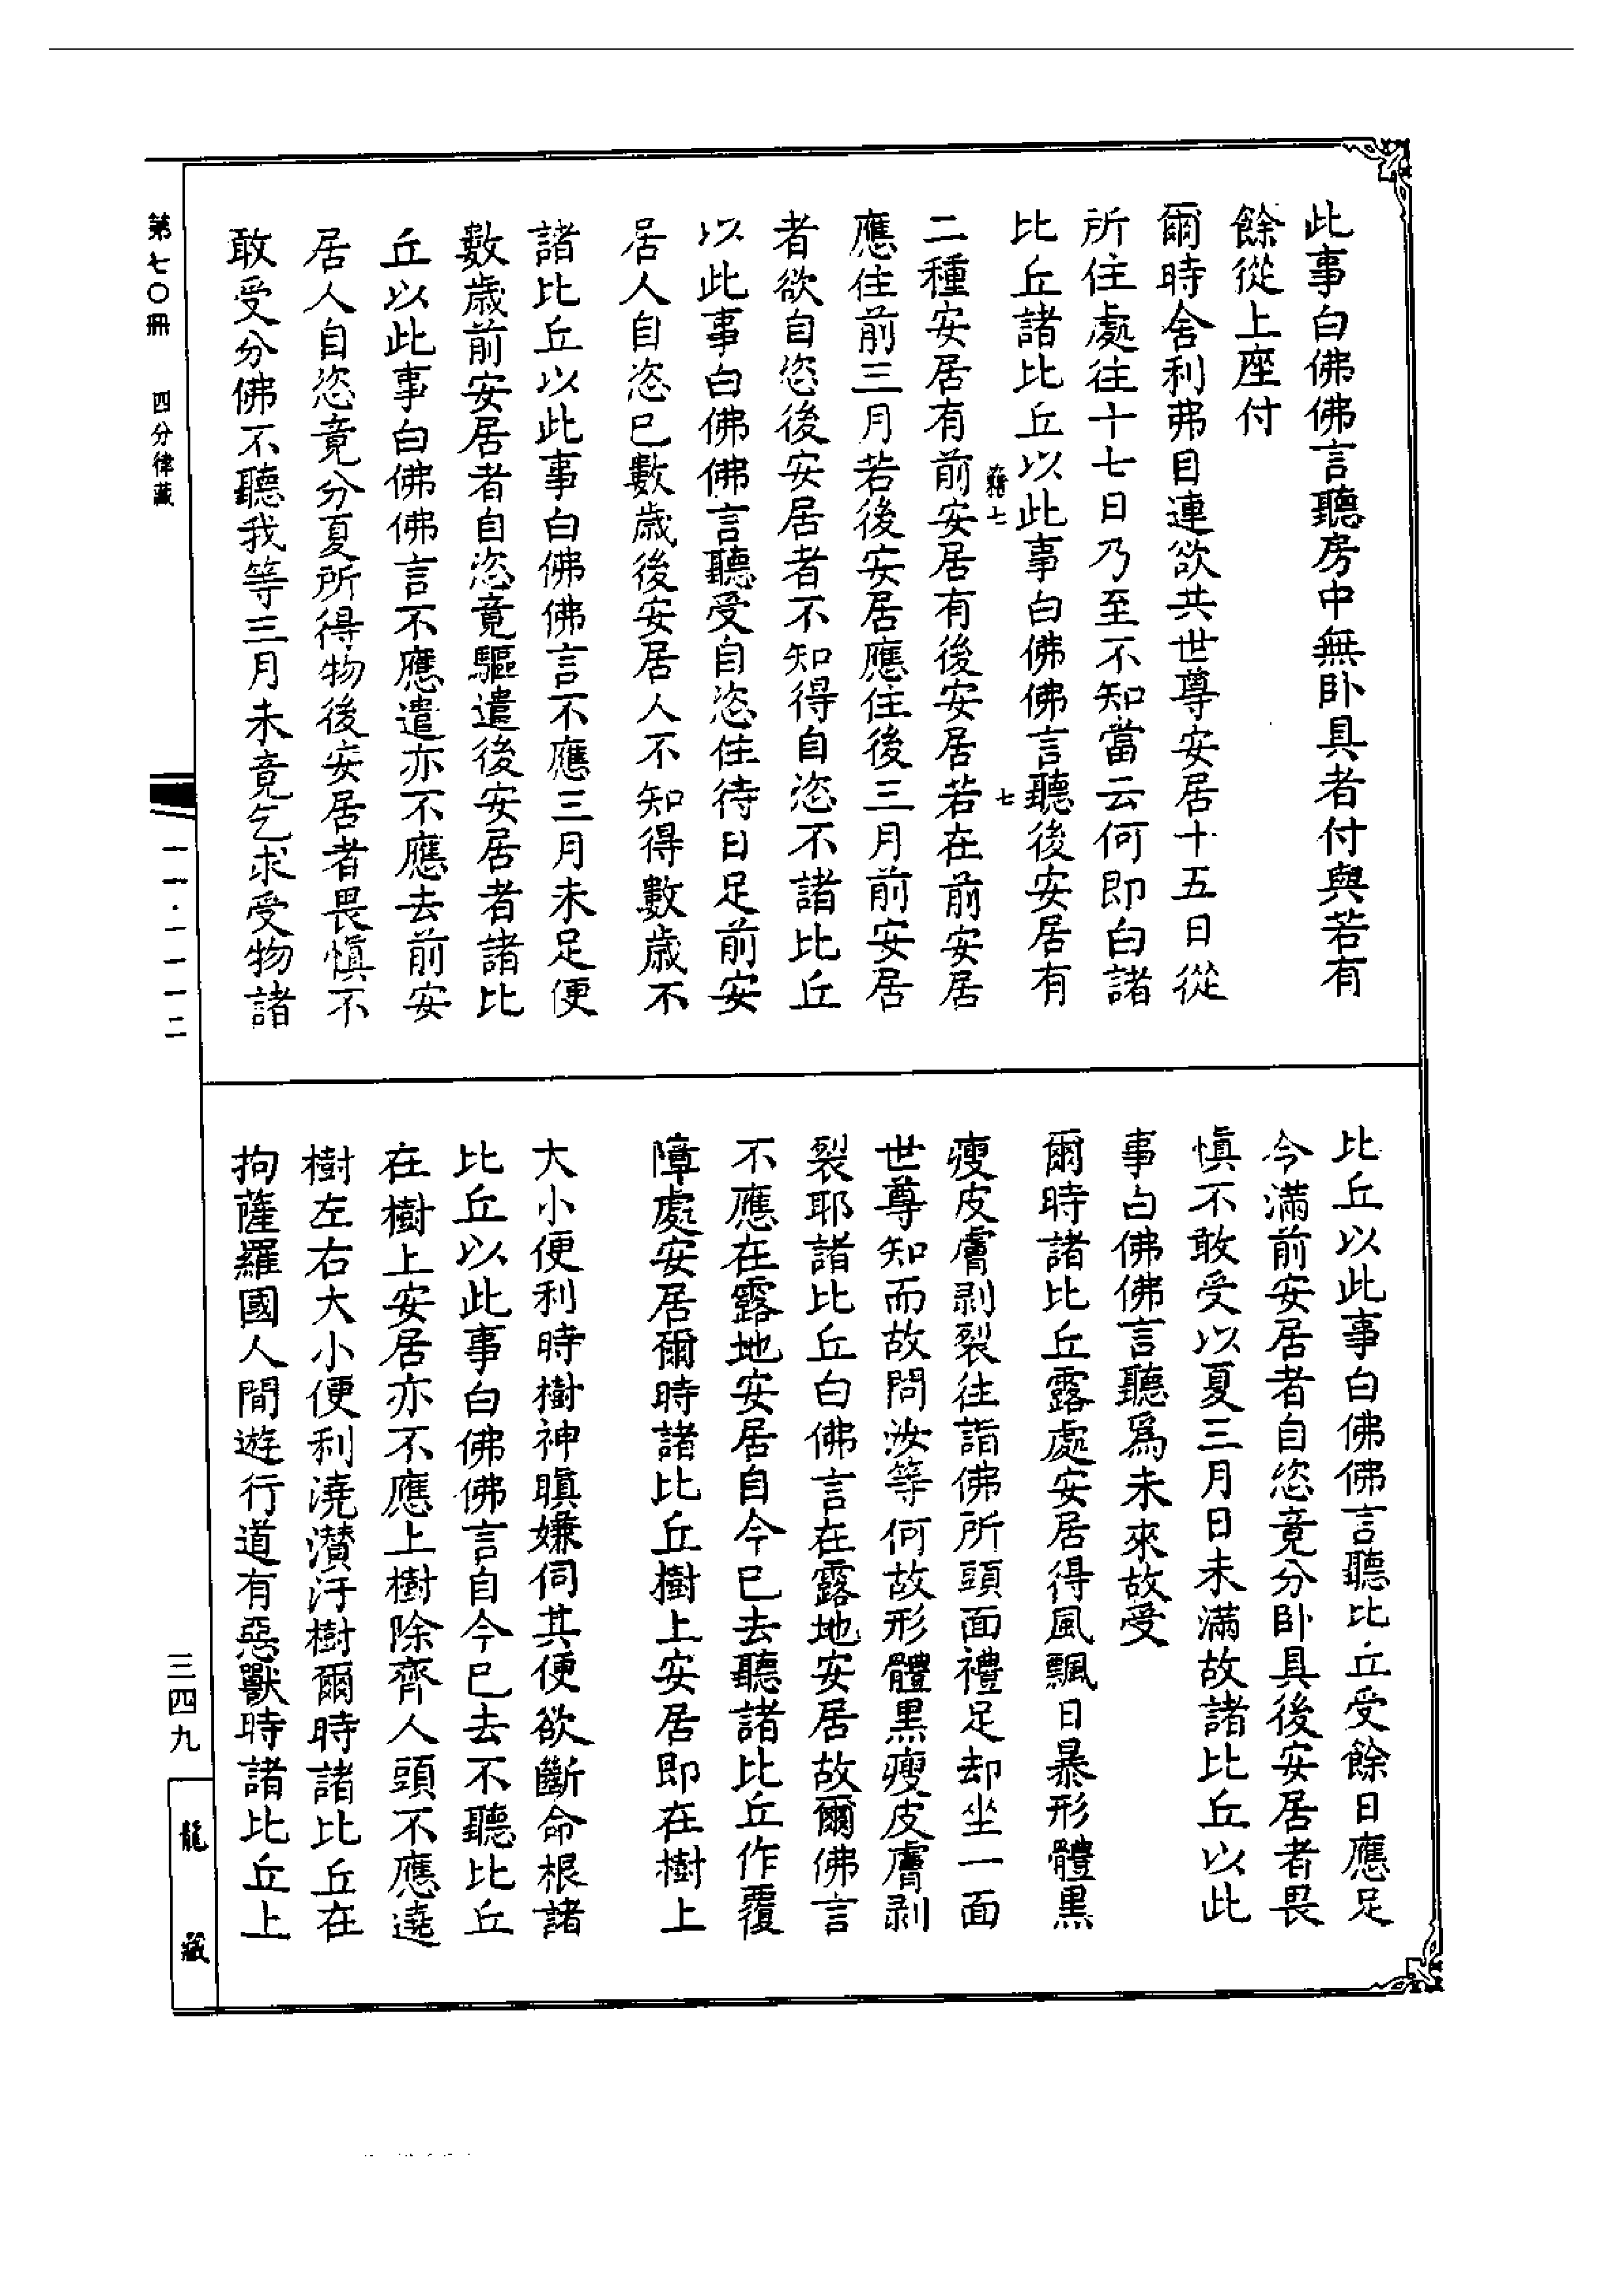 此事白佛佛言聽房中無卧具者付與若有
餘從上座付
爾時舍利弗目連欲共世尊安居十五日從
所住處往十七日乃至不知當云何即白諸
比丘諸比丘以此事白佛佛言聽後安居有
七
七
二種安居有前安居有後安居若在前安居
應住前三月若後安居應住後三月前安居
者欲自恣後安居者不知得自恣不諸比丘
以此事白佛佛言聽受自恣住待日足前安
居人自恣已數歲後安居人不知得數歲不
諸比丘以此事白佛佛言不應三月未足便
數歲前安居者自恣竟驅遣後安居者諸比
丘以此事白佛佛言不應遣亦不應去前安
居人自恣竟分夏所得物後安居者畏慎不
敢受分佛不聽我等三月未竟乞求受物諸
比丘以此事白佛佛言聽比丘受餘日應足
今滿前安居者自恣竟分卧具後安居者畏
慎不敢受以夏三月日未滿故諸比丘以此
事白佛佛言聽爲未來故受
爾時諸比丘露處安居得風飄日暴形體黑
瘦皮膚剥裂往詣佛所頭面禮足却坐一面
世尊知而故問汝等何故形體黑瘦皮膚剥
裂耶諸比丘白佛言在露地安居故爾佛言
不應在露地安居自今已去聽諸比丘作覆
障處安居爾時諸比丘樹上安居即在樹上
大小便利時樹神瞋嫌伺其便欲斷命根諸
比丘以此事白佛佛言自今已去不聽比丘
在樹上安居亦不應上樹除齊人頭不應遶
樹左右大小便利澆灒汙樹爾時諸比丘在
拘薩羅國人間遊行道有惡獸時諸比丘上
第七〇冊 四分律藏
三四九
龍藏